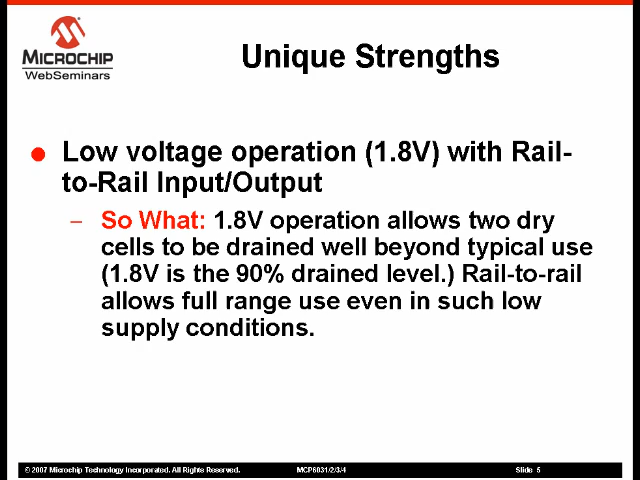 MICROCHIP
WebSeminars
Unique Strengths
● Low voltage operation (1.8V) with Rail-
to-Rail Input/Output
– So What: 1.8V operation allows two dry
cells to be drained well beyond typical use
(1.8V is the 90% drained level.) Rail-to-rail
allows full range use even in such low
supply conditions.
© 2007 Microchip Technology Incorporated. All Rights Reserved. MCP6031/2/3/4 Slide 5